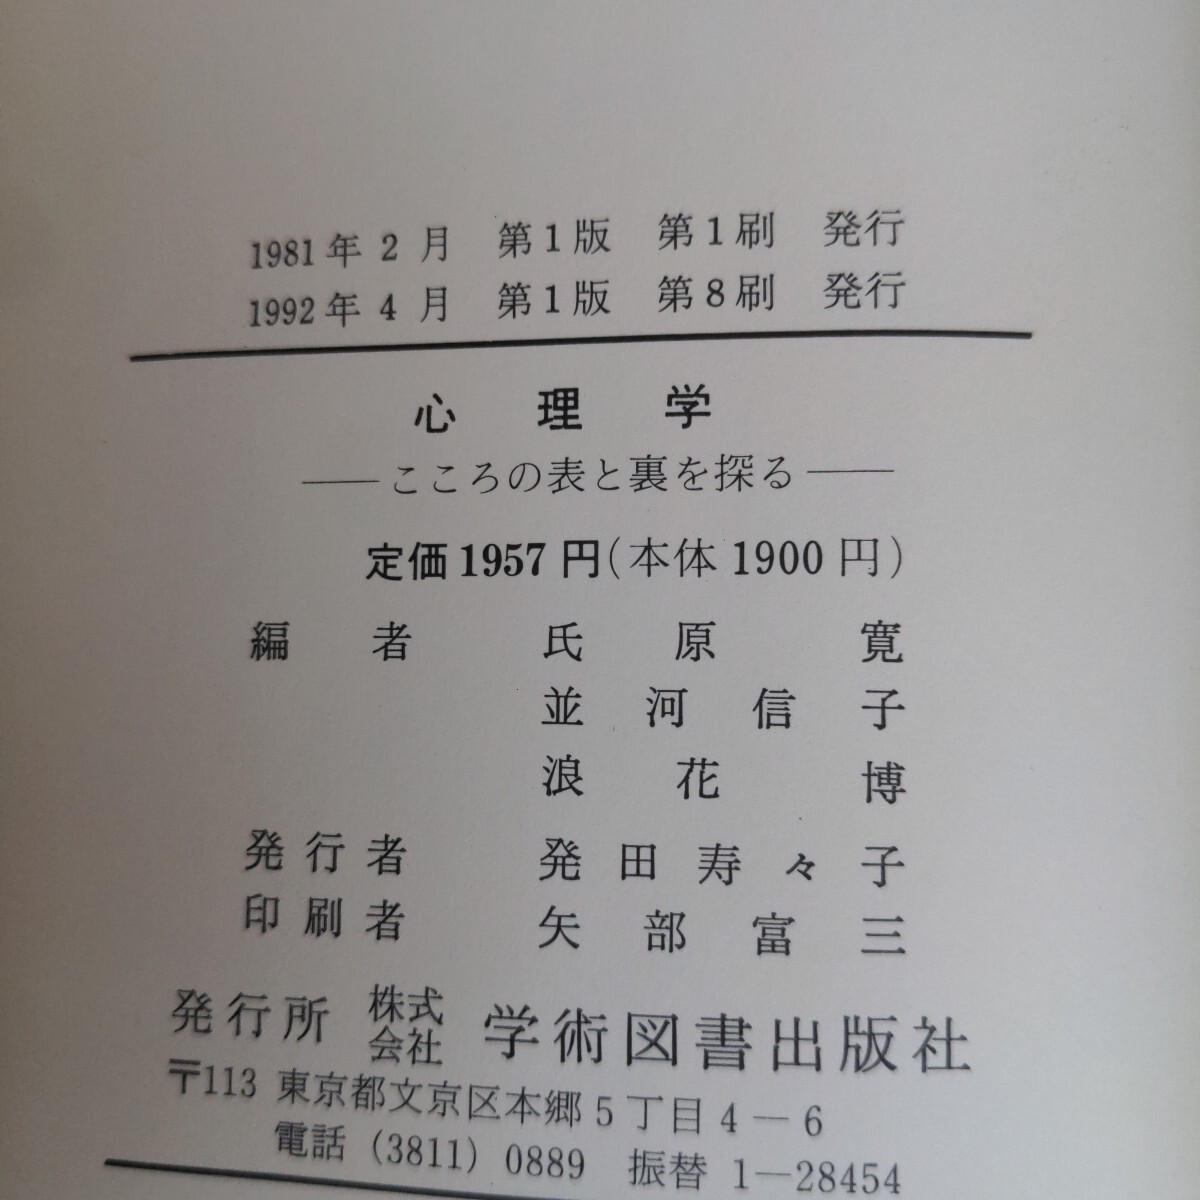 1981年2月 第1版 第1刷 発行
1992年4月 第1版 第8刷 発行
心理学
――こころの表と裏を探る――
定価1957円(本体1900円)
編者 氏原寛
並河信子
浪花博
発行者 発田寿々子
印刷者 矢部富三
発行所 株式会社 学術図書出版社
〒113 東京都文京区本郷5丁目4―6
電話 (3811) 0889 振替 1―28454